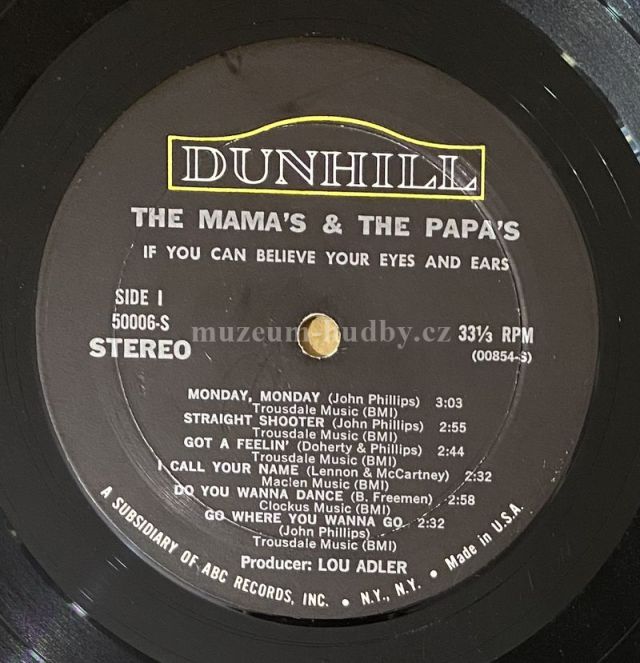 DUNHILL
THE MAMA'S & THE PAPA'S
IF YOU CAN BELIEVE YOUR EYES AND EARS
SIDE I
50006-S
STEREO
muzeum-hudby.cz
33⅓ RPM
(00854-S)
MONDAY, MONDAY (John Phillips) 3:03
Trousdale Music (BMI)
STRAIGHT SHOOTER (John Phillips) 2:55
Trousdale Music (BMI)
GOT A FEELIN' (Doherty & Phillips) 2:44
Trousdale Music (BMI)
I CALL YOUR NAME (Lennon & McCartney) 2:32
Maclen Music (BMI)
DO YOU WANNA DANCE (B. Freemen) 2:58
Clockus Music (BMI)
GO WHERE YOU WANNA GO 2:32
(John Phillips)
Trousdale Music (BMI)
Producer: LOU ADLER
A SUBSIDIARY OF ABC RECORDS, INC. • N.Y., N.Y. • Made in U.S.A.